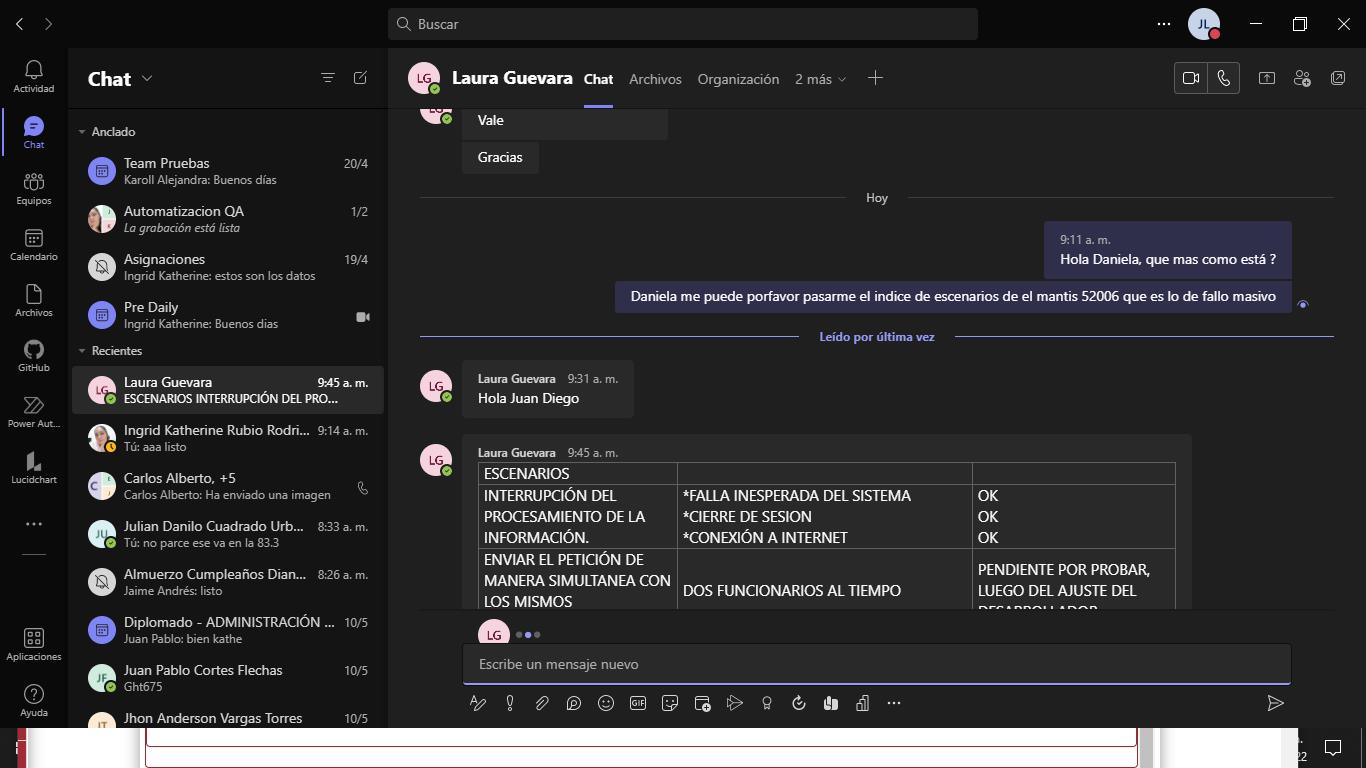 Buscar
JL
Actividad
Chat
Equipos
Calendario
Archivos
GitHub
Power Aut...
Lucidchart
Aplicaciones
Ayuda
Chat
Anclado
Team Pruebas 20/4
Karoll Alejandra: Buenos días
Automatizacion QA 1/2
La grabación está lista
Asignaciones 19/4
Ingrid Katherine: estos son los datos
Pre Daily
Ingrid Katherine: Buenos dias
Recientes
LG
Laura Guevara 9:45 a. m.
ESCENARIOS INTERRUPCIÓN DEL PRO...
Ingrid Katherine Rubio Rodri... 9:14 a. m.
Tú: aaa listo
C
Carlos Alberto, +5
Carlos Alberto: Ha enviado una imagen
JU
Julian Danilo Cuadrado Urb... 8:33 a. m.
Tú: no parce ese va en la 83.3
Almuerzo Cumpleaños Dian... 8:26 a. m.
Jaime Andrés: listo
Diplomado - ADMINISTRACIÓN ... 10/5
Juan Pablo: bien kathe
JF
Juan Pablo Cortes Flechas 10/5
Ght675
JT
Jhon Anderson Vargas Torres 10/5
LG
Laura Guevara Chat Archivos Organización 2 más
LG
Vale
Gracias
Hoy
9:11 a. m.
Hola Daniela, que mas como está ?
Daniela me puede porfavor pasarme el indice de escenarios de el mantis 52006 que es lo de fallo masivo
Leído por última vez
LG
Laura Guevara 9:31 a. m.
Hola Juan Diego
LG
Laura Guevara 9:45 a. m.
ESCENARIOS
INTERRUPCIÓN DEL *FALLA INESPERADA DEL SISTEMA OK
PROCESAMIENTO DE LA *CIERRE DE SESION OK
INFORMACIÓN. *CONEXIÓN A INTERNET OK
ENVIAR EL PETICIÓN DE
MANERA SIMULTANEA CON
LOS MISMOS
DOS FUNCIONARIOS AL TIEMPO
PENDIENTE POR PROBAR,
LUEGO DEL AJUSTE DEL
DESARROLLADOR
LG
Escribe un mensaje nuevo
GIF
22